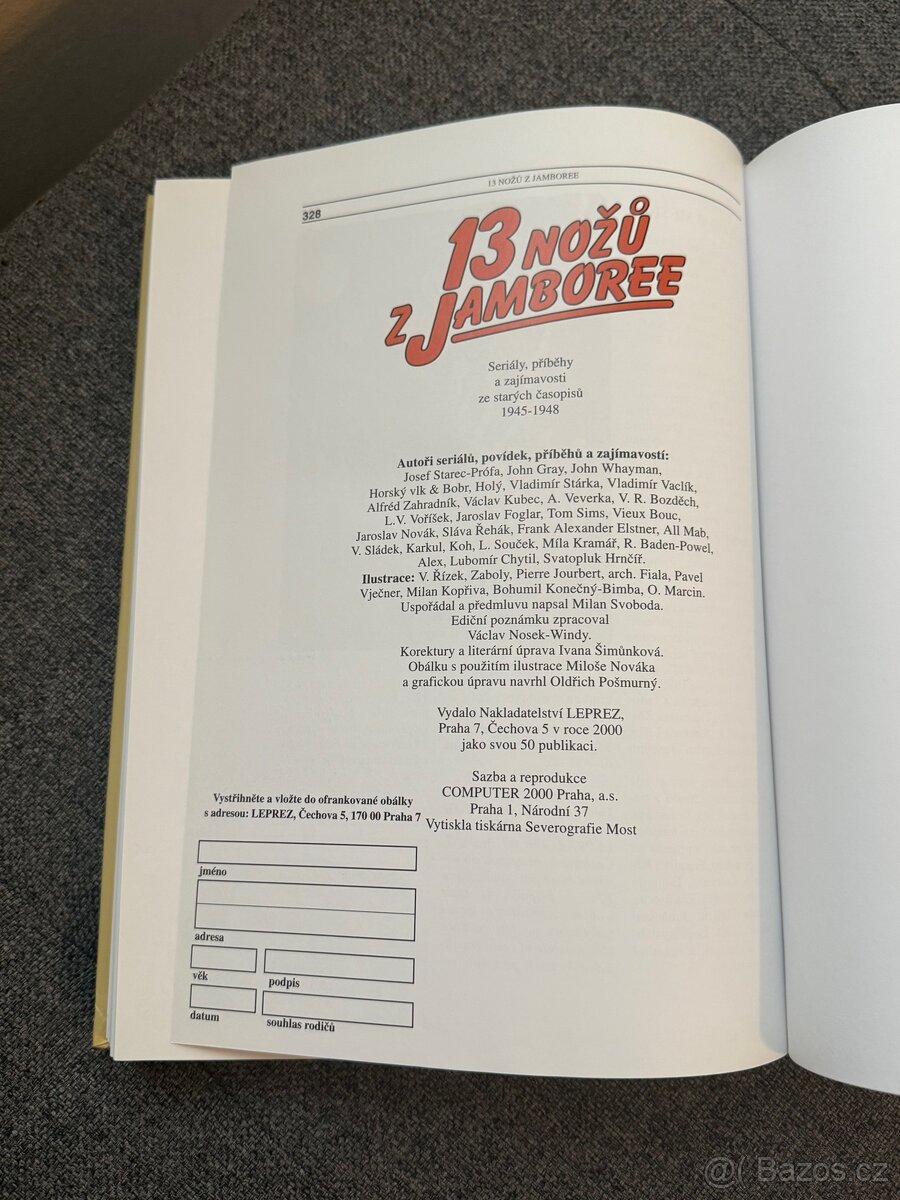 13 NOŽŮ Z JAMBOREE
328
13 NOŽŮ
Z JAMBOREE
Seriály, příběhy
a zajímavosti
ze starých časopisů
1945-1948
Autoři seriálů, povídek, příběhů a zajímavostí:
Josef Starec-Prófa, John Gray, John Whayman,
Horský vlk & Bobr, Holý, Vladimír Stárka, Vladimír Vaclík,
Alfréd Zahradník, Václav Kubec, A. Veverka, V. R. Bozděch,
L.V. Voříšek, Jaroslav Foglar, Tom Sims, Vieux Bouc,
Jaroslav Novák, Sláva Řehák, Frank Alexander Elstner, All Mab,
V. Sládek, Karkul, Koh, L. Souček, Míla Kramář, R. Baden-Powel,
Alex, Lubomír Chytil, Svatopluk Hrnčíř.
Ilustrace: V. Řízek, Zaboly, Pierre Jourbert, arch. Fiala, Pavel
Vječner, Milan Kopřiva, Bohumil Konečný-Bimba, O. Marcin.
Uspořádal a předmluvu napsal Milan Svoboda.
Ediční poznámku zpracoval
Václav Nosek-Windy.
Korektury a literární úprava Ivana Šimůnková.
Obálku s použitím ilustrace Miloše Nováka
a grafickou úpravu navrhl Oldřich Pošmurný.
Vydalo Nakladatelství LEPREZ,
Praha 7, Čechova 5 v roce 2000
jako svou 50 publikaci.
Sazba a reprodukce
COMPUTER 2000 Praha, a.s.
Praha 1, Národní 37
Vytiskla tiskárna Severografie Most
Vystřihněte a vložte do ofrankované obálky
s adresou: LEPREZ, Čechova 5, 170 00 Praha 7
jméno
adresa
věk
podpis
datum
souhlas rodičů
@( Bazos.cz